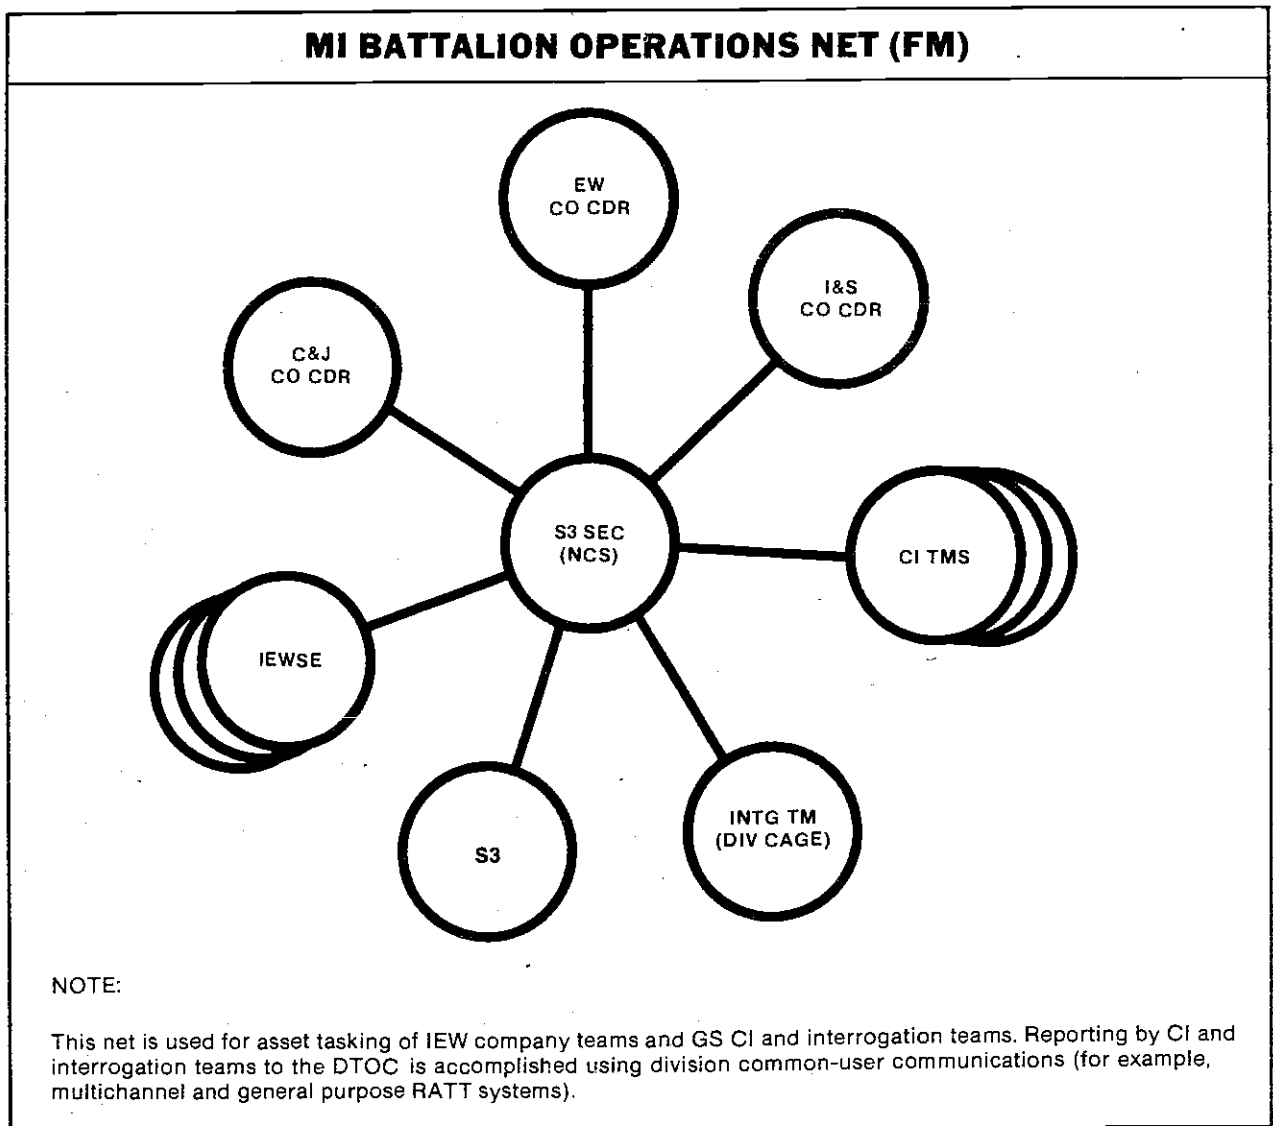 MI BATTALION OPERATIONS NET (FM)
EW
CO CDR
I&S
CO CDR
C&J
CO CDR
S3 SEC
(NCS)
CI TMS
IEWSE
INTG TM
(DIV CAGE)
S3
NOTE:
This net is used for asset tasking of IEW company teams and GS CI and interrogation teams. Reporting by CI and
interrogation teams to the DTOC is accomplished using division common-user communications (for example,
multichannel and general purpose RATT systems).